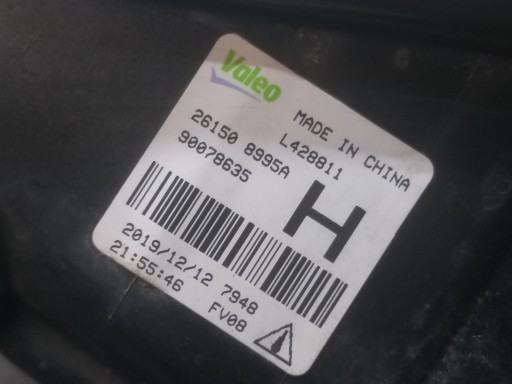 Valeo
MADE IN CHINA
26150 8995A
L428811
90078635
H
2019/12/12 7948
21:55:46
FV08